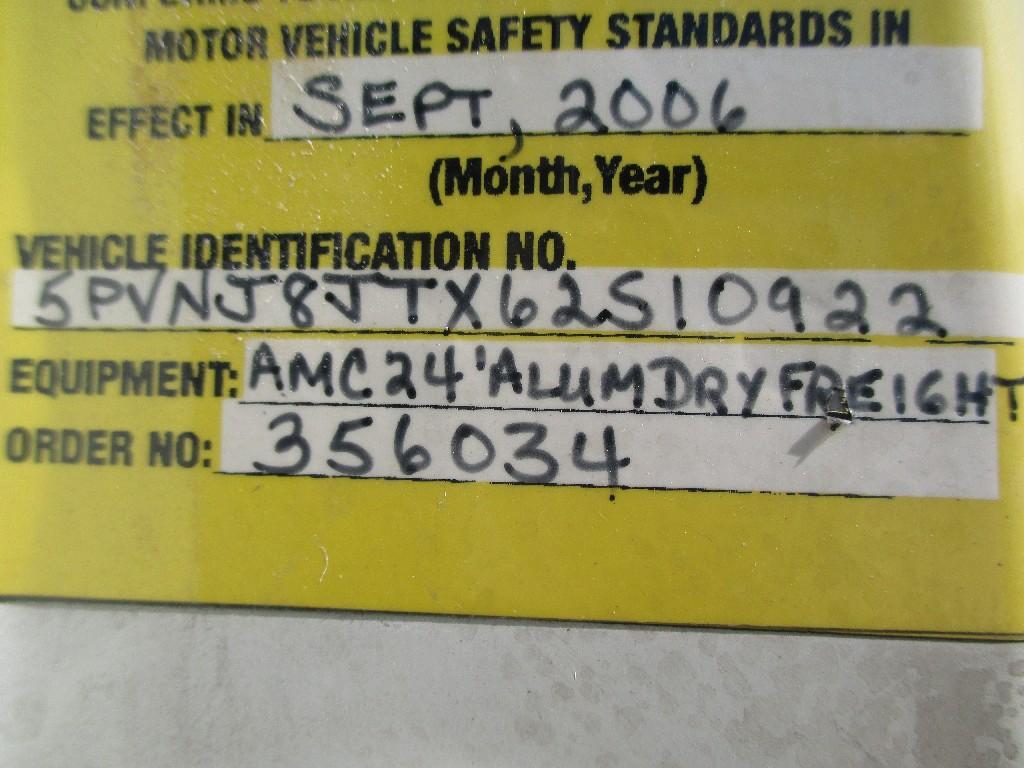 MOTOR VEHICLE SAFETY STANDARDS IN
EFFECT IN SEPT, 2006
(Month, Year)
VEHICLE IDENTIFICATION NO.
5PVNJ8JTX62S10922
EQUIPMENT: AMC 24' ALUM DRY FREIGHT
ORDER NO: 356034